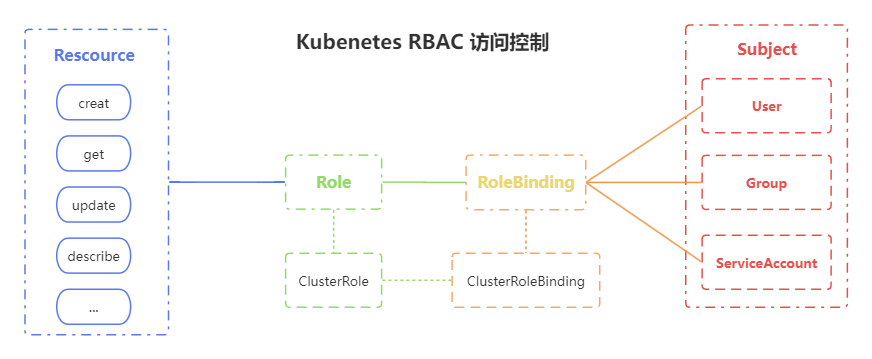 Kubenetes RBAC 访问控制
Rescource
creat
get
update
describe
...
Role
ClusterRole
RoleBinding
ClusterRoleBinding
Subject
User
Group
ServiceAccount